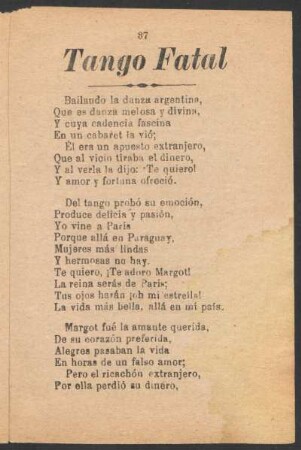 37
Tango Fatal
Bailando la danza argentina,
Que es danza melosa y divina,
Y cuya cadencia fascina
En un cabaret la vió;
Él era un apuesto extranjero,
Que al vicio tiraba el dinero,
Y al verla la dijo: ¡Te quiero!
Y amor y fortuna ofreció.
Del tango probó su emoción,
Produce delicia y pasión,
Yo vine a París
Porque allá en Paraguay,
Mujeres más lindas
Y hermosas no hay.
Te quiero, ¡Te adoro Margot!
La reina serás de París;
Tus ojos harán ¡oh mi estrella!
La vida más bella, allá en mi país.
Margot fué la amante querida,
De su corazón preferida,
Alegres pasaban la vida
En horas de un falso amor;
Pero el ricachón extranjero,
Por ella perdió su dinero,